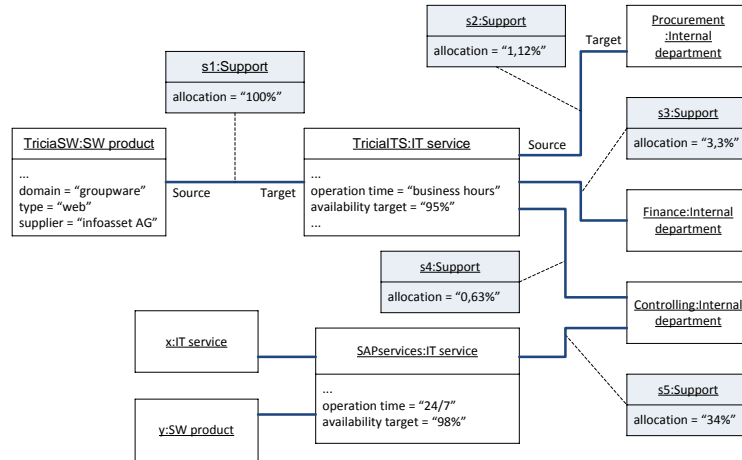 s2:Support
allocation = “1,12%”
Target
Procurement
:Internal
department
s1:Support
allocation = “100%”
s3:Support
allocation = “3,3%”
TriciaSW:SW product
...
domain = “groupware”
type = “web”
supplier = “infoasset AG”
Source
Target
TriciaITS:IT service
...
operation time = “business hours”
availability target = “95%”
...
Source
Finance:Internal
department
s4:Support
allocation = “0,63%”
Controlling:Internal
department
x:IT service
SAPservices:IT service
...
operation time = “24/7”
availability target = “98%”
y:SW product
s5:Support
allocation = “34%”